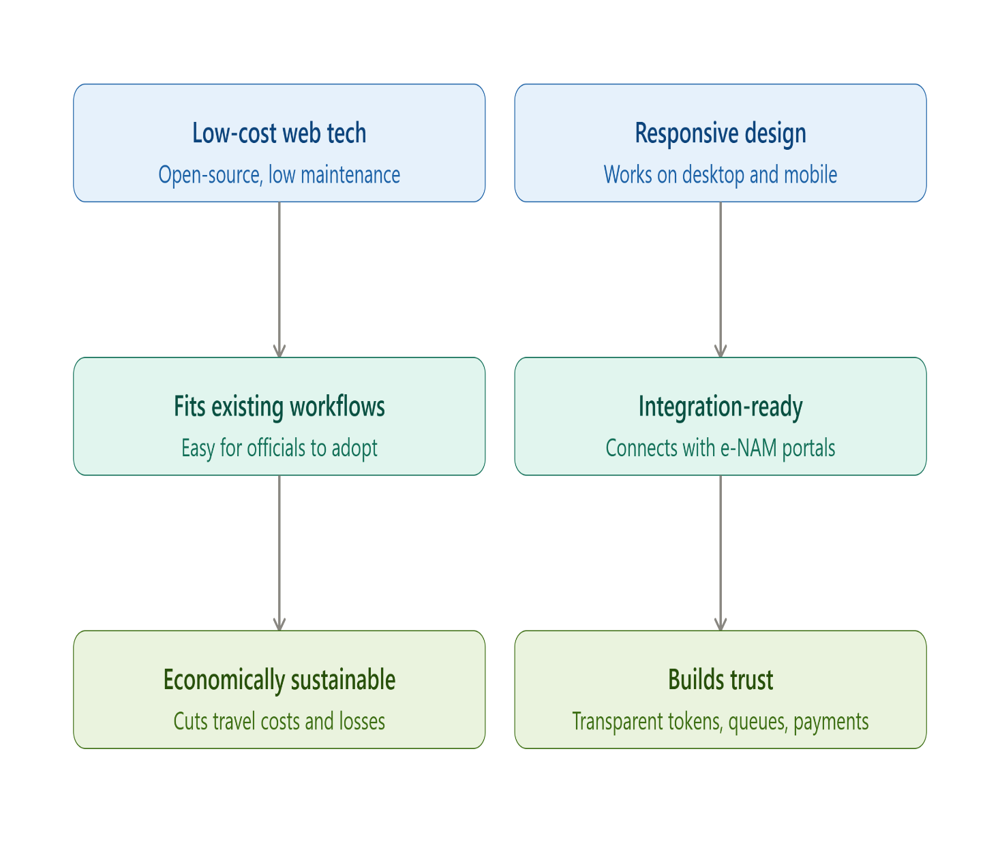 Low-cost web tech
Open-source, low maintenance
Responsive design
Works on desktop and mobile
Fits existing workflows
Easy for officials to adopt
Integration-ready
Connects with e-NAM portals
Economically sustainable
Cuts travel costs and losses
Builds trust
Transparent tokens, queues, payments